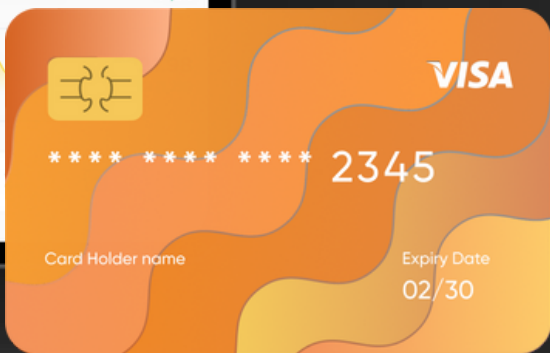 VISA
**** **** **** 2345
Card Holder name
Expiry Date
02/30